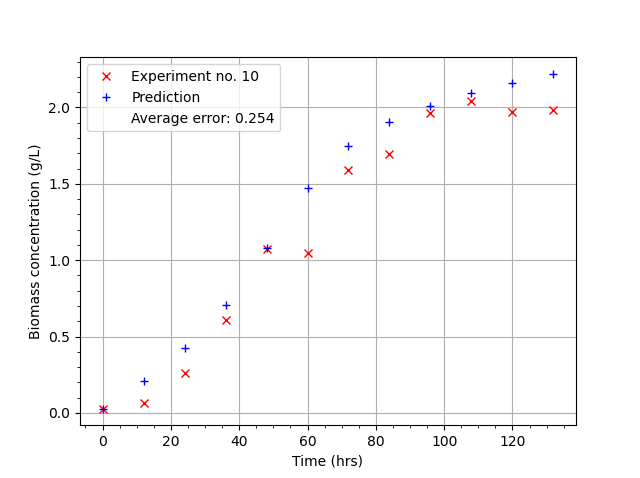 Experiment no. 10
Prediction
Average error: 0.254
2.0
1.5
1.0
0.5
0.0
Biomass concentration (g/L)
0 20 40 60 80 100 120
Time (hrs)